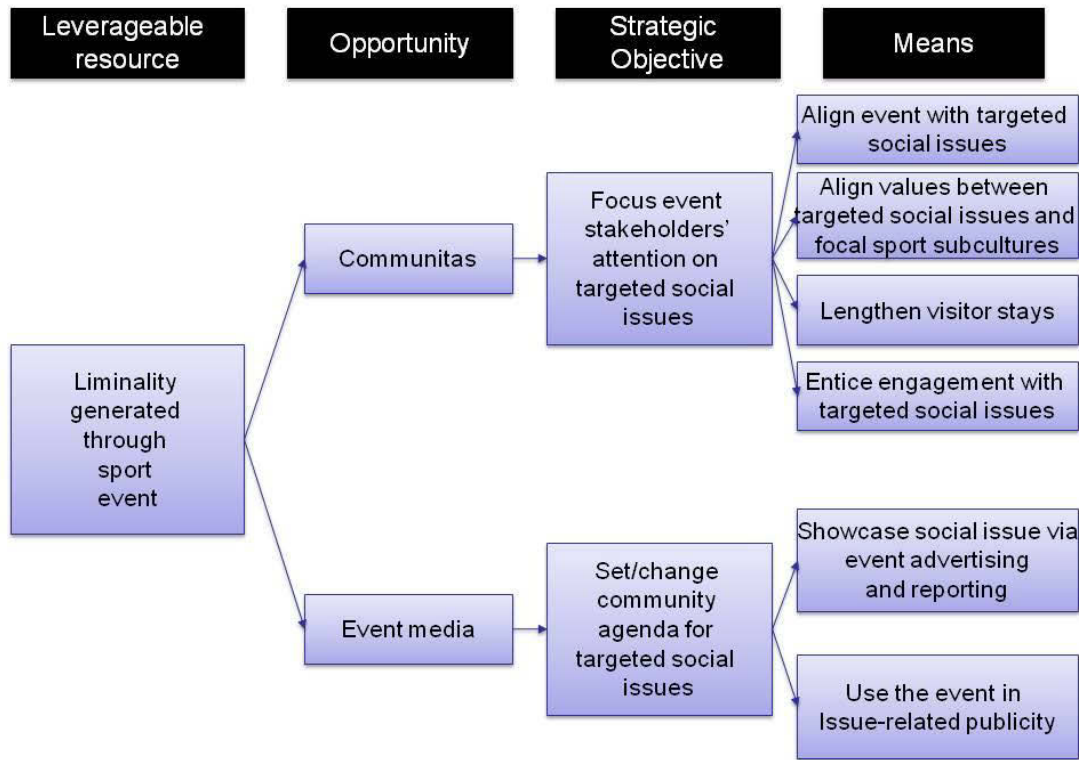 Leverageable
resource
Opportunity
Strategic
Objective
Means
Liminality
generated
through
sport
event
Communitas
Event media
Focus event
stakeholders’
attention on
targeted social
issues
Set/change
community
agenda for
targeted social
issues
Align event with targeted
social issues
Align values between
targeted social issues and
focal sport subcultures
Lengthen visitor stays
Entice engagement with
targeted social issues
Showcase social issue via
event advertising
and reporting
Use the event in
Issue-related publicity